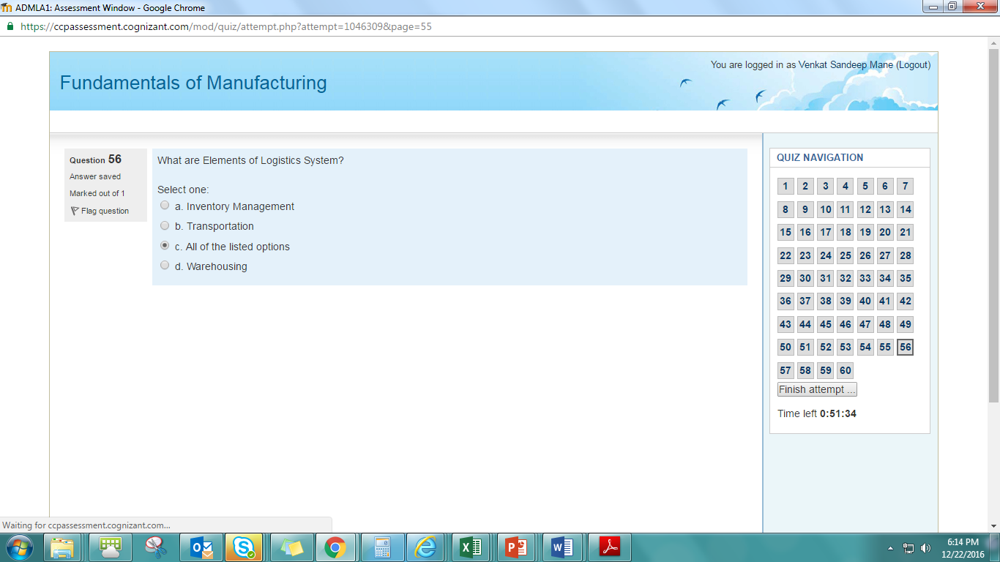 ADMLA1: Assessment Window - Google Chrome
https://ccpassessment.cognizant.com/mod/quiz/attempt.php?attempt=1046309&page=55
You are logged in as Venkat Sandeep Mane (Logout)
Fundamentals of Manufacturing
Question 56
Answer saved
Marked out of 1
Flag question
What are Elements of Logistics System?
Select one:
a. Inventory Management
b. Transportation
c. All of the listed options
d. Warehousing
QUIZ NAVIGATION
1 2 3 4 5 6 7
8 9 10 11 12 13 14
15 16 17 18 19 20 21
22 23 24 25 26 27 28
29 30 31 32 33 34 35
36 37 38 39 40 41 42
43 44 45 46 47 48 49
50 51 52 53 54 55 56
57 58 59 60
Finish attempt ...
Time left 0:51:34
Waiting for ccpassessment.cognizant.com...
6:14 PM
12/22/2016